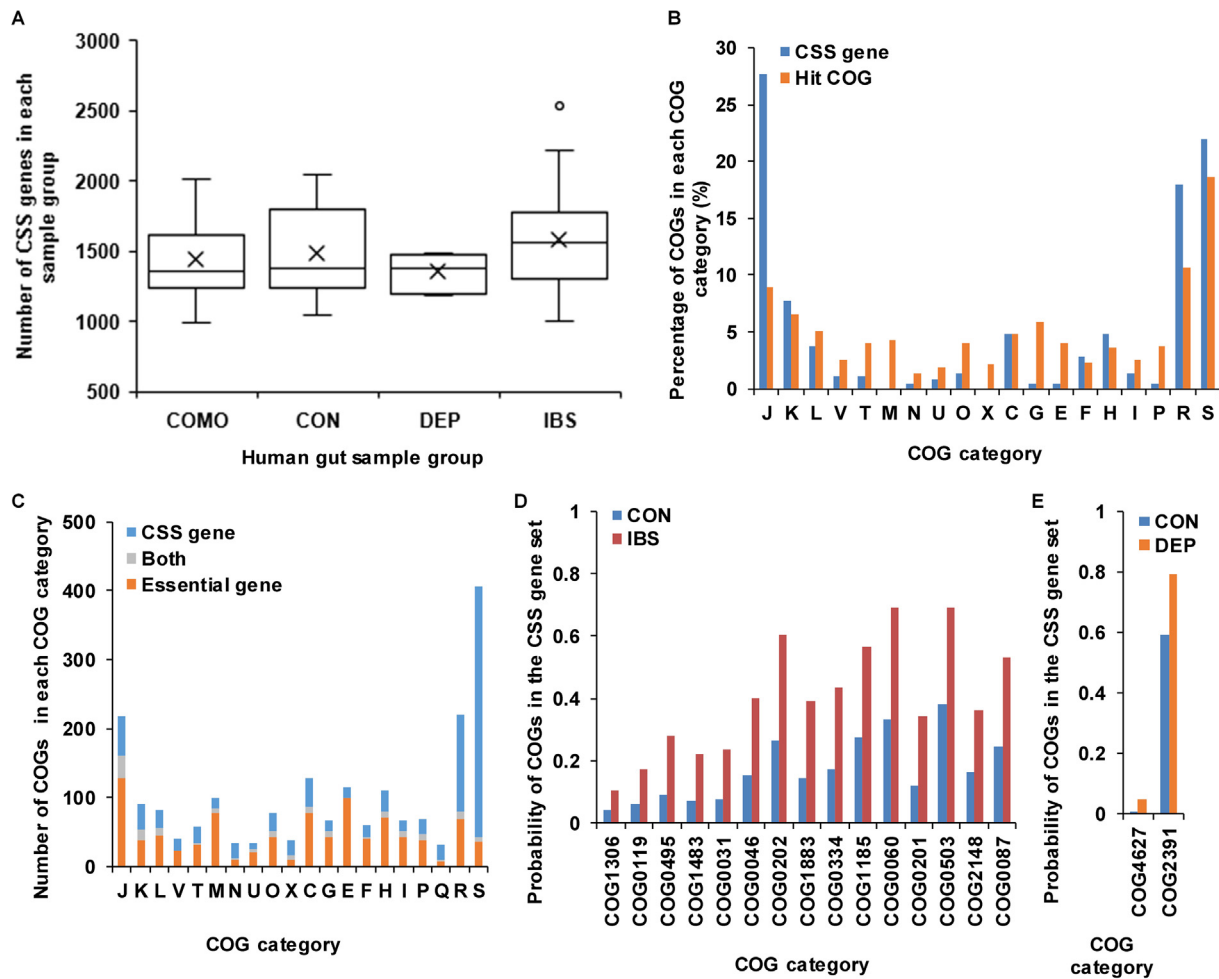 A
Number of CSS genes in each
sample group
3000
2500
2000
1500
1000
500
COMO CON DEP IBS
Human gut sample group
B
Percentage of COGs in each COG
category (%)
CSS gene
Hit COG
30
25
20
15
10
5
0
J K L V T M N U O X C G E F H I P R S
COG category
C
Number of COGs in each COG category
CSS gene
Both
Essential gene
500
400
300
200
100
0
J K L V T M N U O X C G E F H I P Q R S
COG category
D
Probability of COGs in the CSS gene set
CON
IBS
1
0.8
0.6
0.4
0.2
0
COG1306
COG0119
COG0495
COG1483
COG0031
COG0046
COG0202
COG1883
COG0334
COG1185
COG0060
COG0201
COG0503
COG2148
COG0087
COG category
E
Probability of COGs in the CSS gene set
CON
DEP
1
0.8
0.6
0.4
0.2
0
COG4627
COG2391
COG
category